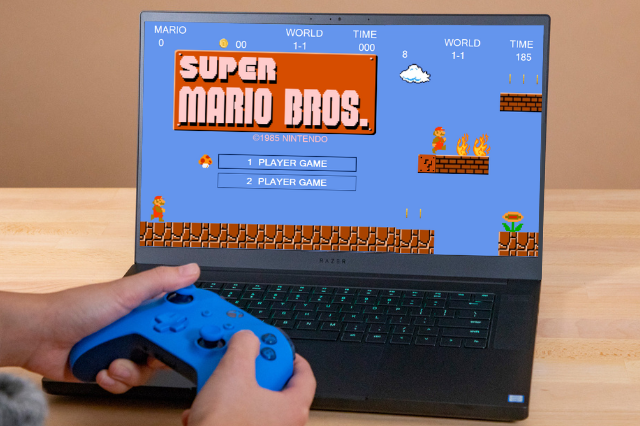 MARIO WORLD TIME
0 00 1-1 000
8 WORLD TIME
1-1 185
SUPER
MARIO BROS.
©1985 NINTENDO
1 PLAYER GAME
2 PLAYER GAME
?
RAZER